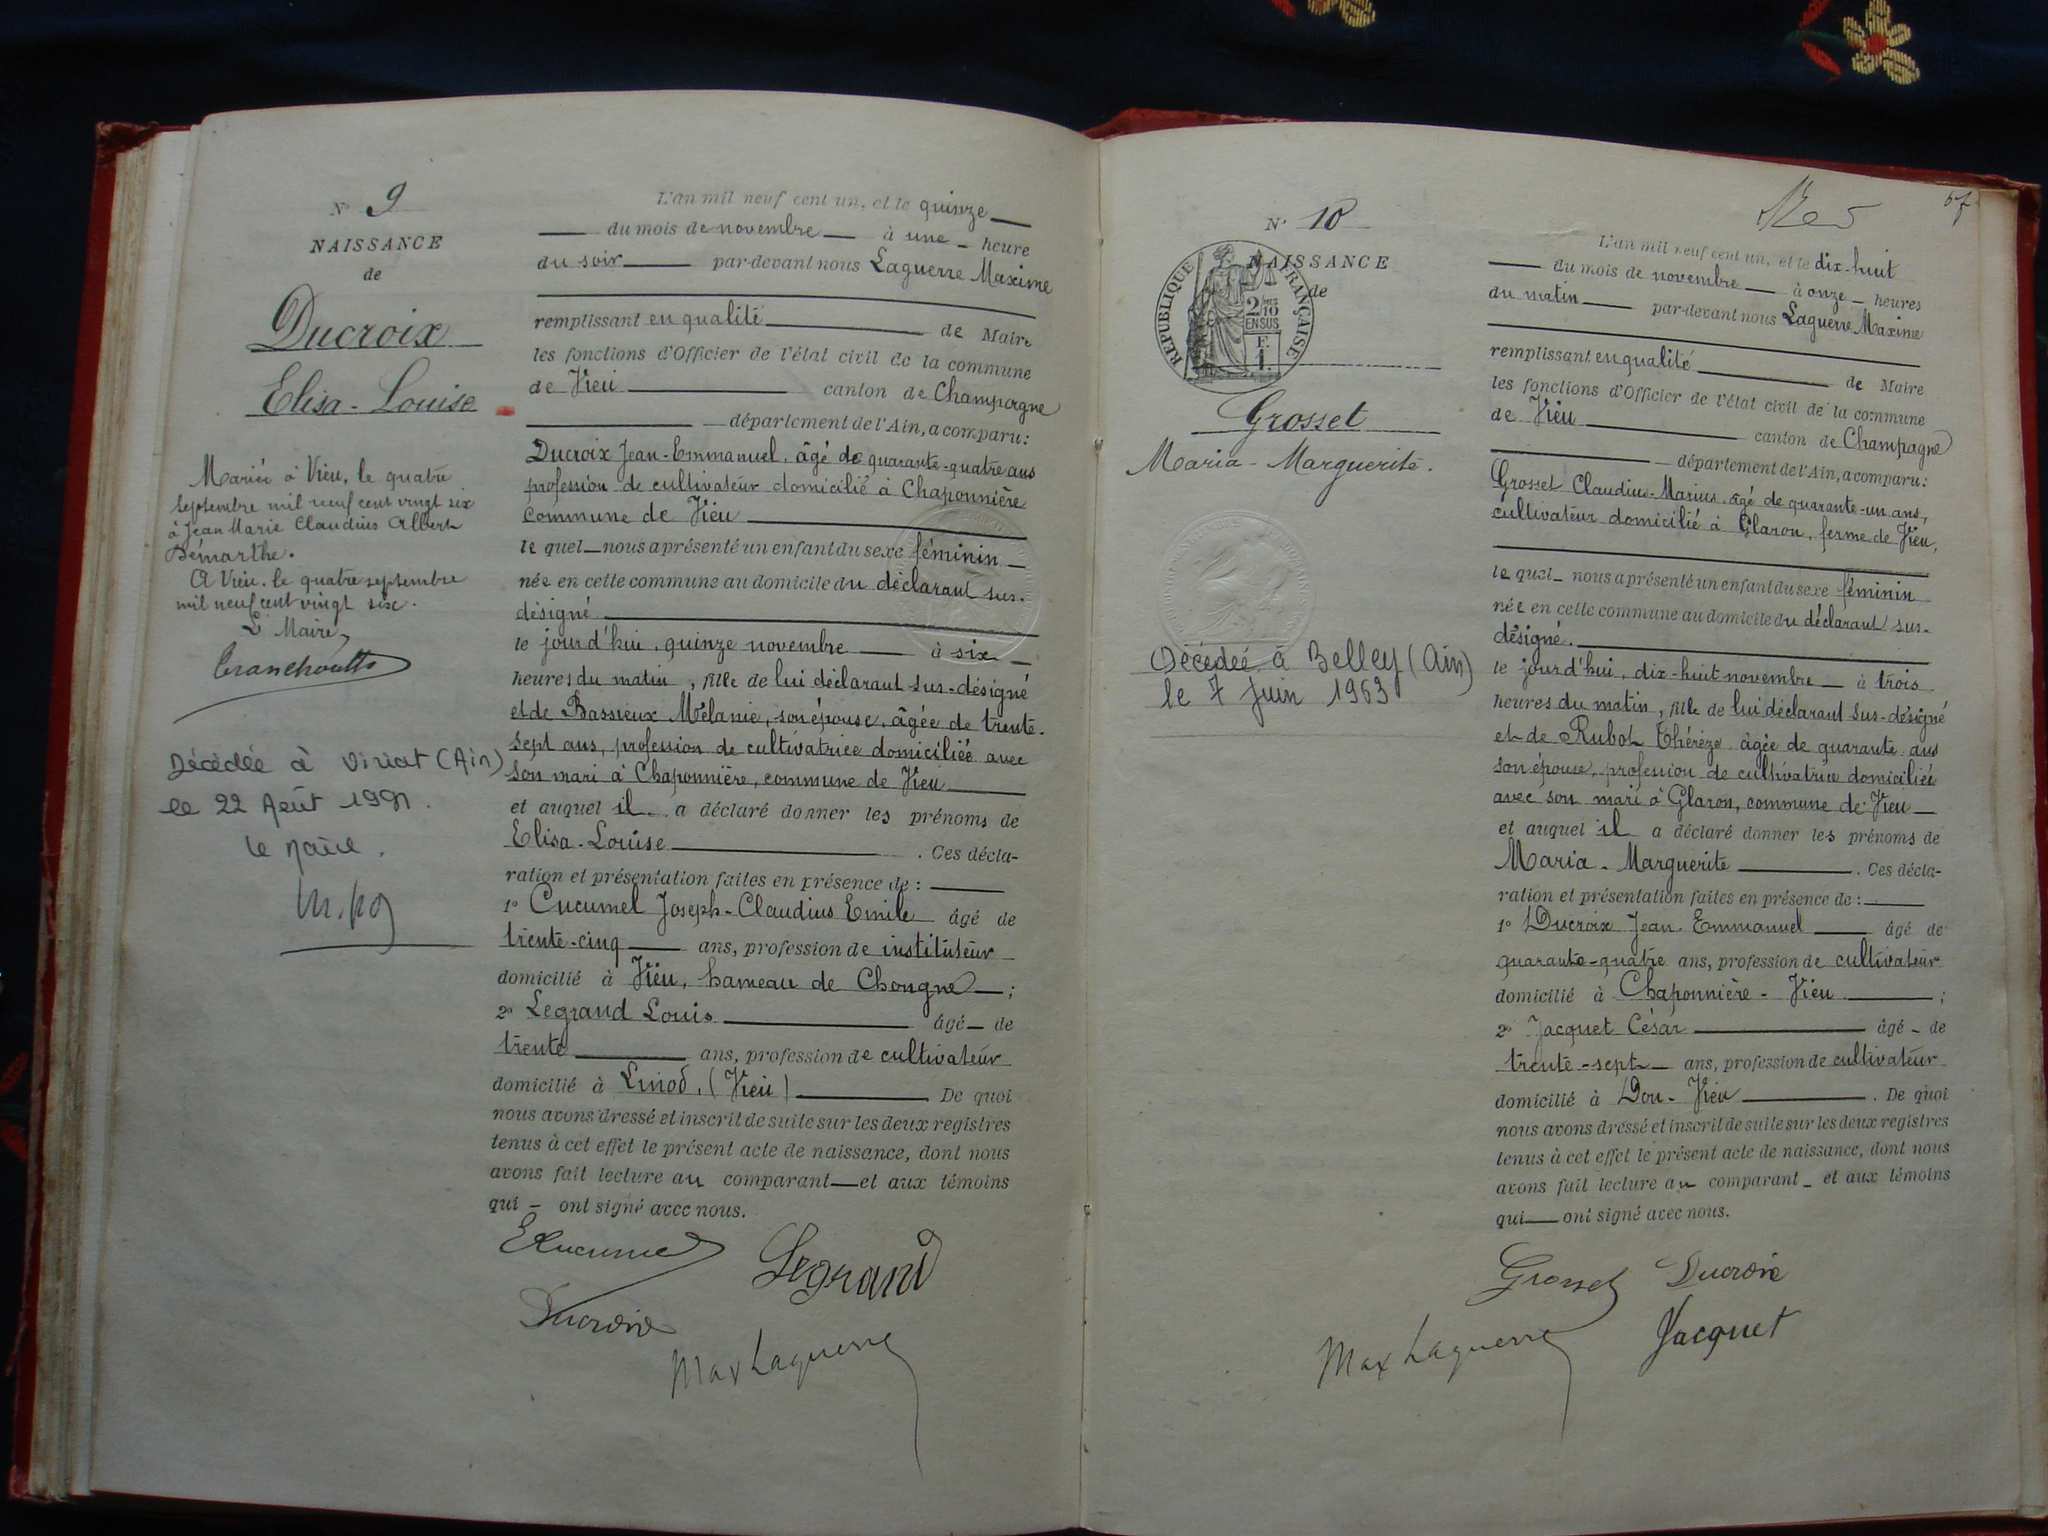 N° 9
NAISSANCE
de
Ducroix
Elisa-Louise
Mariée à Vieu, le quatre
septembre mil neuf cent vingt six
à Jean Marie Claudius Albert
Démarthe.
A Vieu, le quatre septembre
mil neuf cent vingt six.
Le Maire,
Décédée à Viriat (Ain)
le 22 Août 1991.
Le Maire.
L'an mil neuf cent un, et le quinze
du mois de novembre à une heure
du soir par-devant nous Laguerre Maxime
remplissant en qualité de Maire
les fonctions d'Officier de l'état civil de la commune
de Vieu canton de Champagne
département de l'Ain, a comparu:
Ducroix Jean-Emmanuel, âgé de quarante-quatre ans
profession de cultivateur domicilié à Chaponnière
commune de Vieu
lequel nous a présenté un enfant du sexe féminin
née en cette commune au domicile du déclarant sus-
désigné
le jourd'hui, quinze novembre à six
heures du matin, fille de lui déclarant sus-désigné
et de Bassieux Mélanie, son épouse, âgée de trente-
sept ans, profession de cultivatrice domiciliée avec
son mari à Chaponnière, commune de Vieu
et auquel il a déclaré donner les prénoms de
Elisa-Louise . Ces décla-
ration et présentation faites en présence de :
1° Cucumel Joseph-Claudius Emile âgé de
trente-cinq ans, profession de instituteur
domicilié à Vieu, hameau de Chongne ;
2° Legrand Louis âgé de
trente ans, profession de cultivateur
domicilié à Linod, (Vieu) De quoi
nous avons dressé et inscrit de suite sur les deux registres
tenus à cet effet le présent acte de naissance, dont nous
avons fait lecture au comparant et aux témoins
qui ont signé avec nous.
ECucumel Legrand
Ducroix
Max Laguerre
57
N° 10
NAISSANCE
de
RÉPUBLIQUE FRANÇAISE
2/10
EN SUS
F.
1.
Grosset
Maria-Marguerite.
Décédée à Belley (Ain)
le 7 Juin 1963
L'an mil neuf cent un, et le dix-huit
du mois de novembre à onze heures
du matin par-devant nous Laguerre Maxime
remplissant en qualité de Maire
les fonctions d'Officier de l'état civil de la commune
de Vieu canton de Champagne
département de l'Ain, a comparu:
Grosset Claudius-Marius, âgé de quarante-un ans,
cultivateur domicilié à Glaron, ferme de Vieu,
lequel nous a présenté un enfant du sexe féminin
née en cette commune au domicile du déclarant sus-
désigné.
le jourd'hui, dix-huit novembre à trois
heures du matin, fille de lui déclarant sus-désigné
et de Rubot Thérèze âgée de quarante ans
son épouse, profession de cultivatrice domiciliée
avec son mari à Glaron, commune de Vieu
et auquel il a déclaré donner les prénoms de
Maria-Marguerite . Ces décla-
ration et présentation faites en présence de :
1° Ducroix Jean Emmanuel âgé de
quarante-quatre ans, profession de cultivateur
domicilié à Chaponnière-Vieu ;
2° Jacquet César âgé de
trente-sept ans, profession de cultivateur
domicilié à Don-Vieu . De quoi
nous avons dressé et inscrit de suite sur les deux registres
tenus à cet effet le présent acte de naissance, dont nous
avons fait lecture au comparant et aux témoins
qui ont signé avec nous.
Grosset Ducroix
Max Laguerre Jacquet